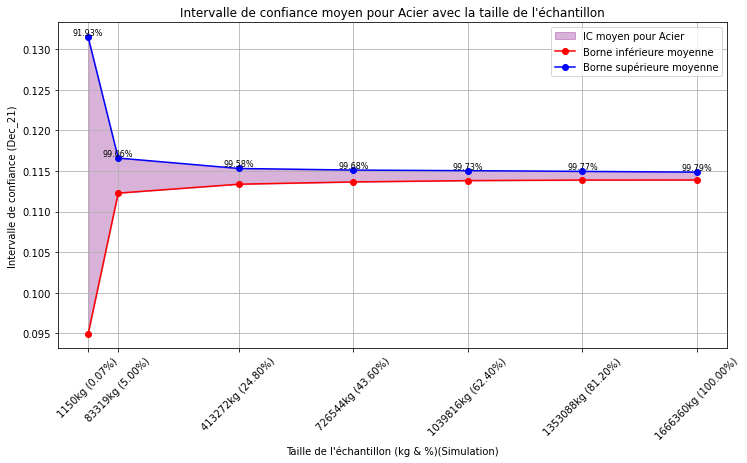 Intervalle de confiance moyen pour Acier avec la taille de l'échantillon
IC moyen pour Acier
Borne inférieure moyenne
Borne supérieure moyenne
Intervalle de confiance (Dec_21)
0.130
0.125
0.120
0.115
0.110
0.105
0.100
0.095
91.93%
99.06%
99.58%
99.68%
99.73%
99.77%
99.79%
1150kg (0.07%)
83319kg (5.00%)
413272kg (24.80%)
726544kg (43.60%)
1039816kg (62.40%)
1353088kg (81.20%)
1666360kg (100.00%)
Taille de l'échantillon (kg & %)(Simulation)